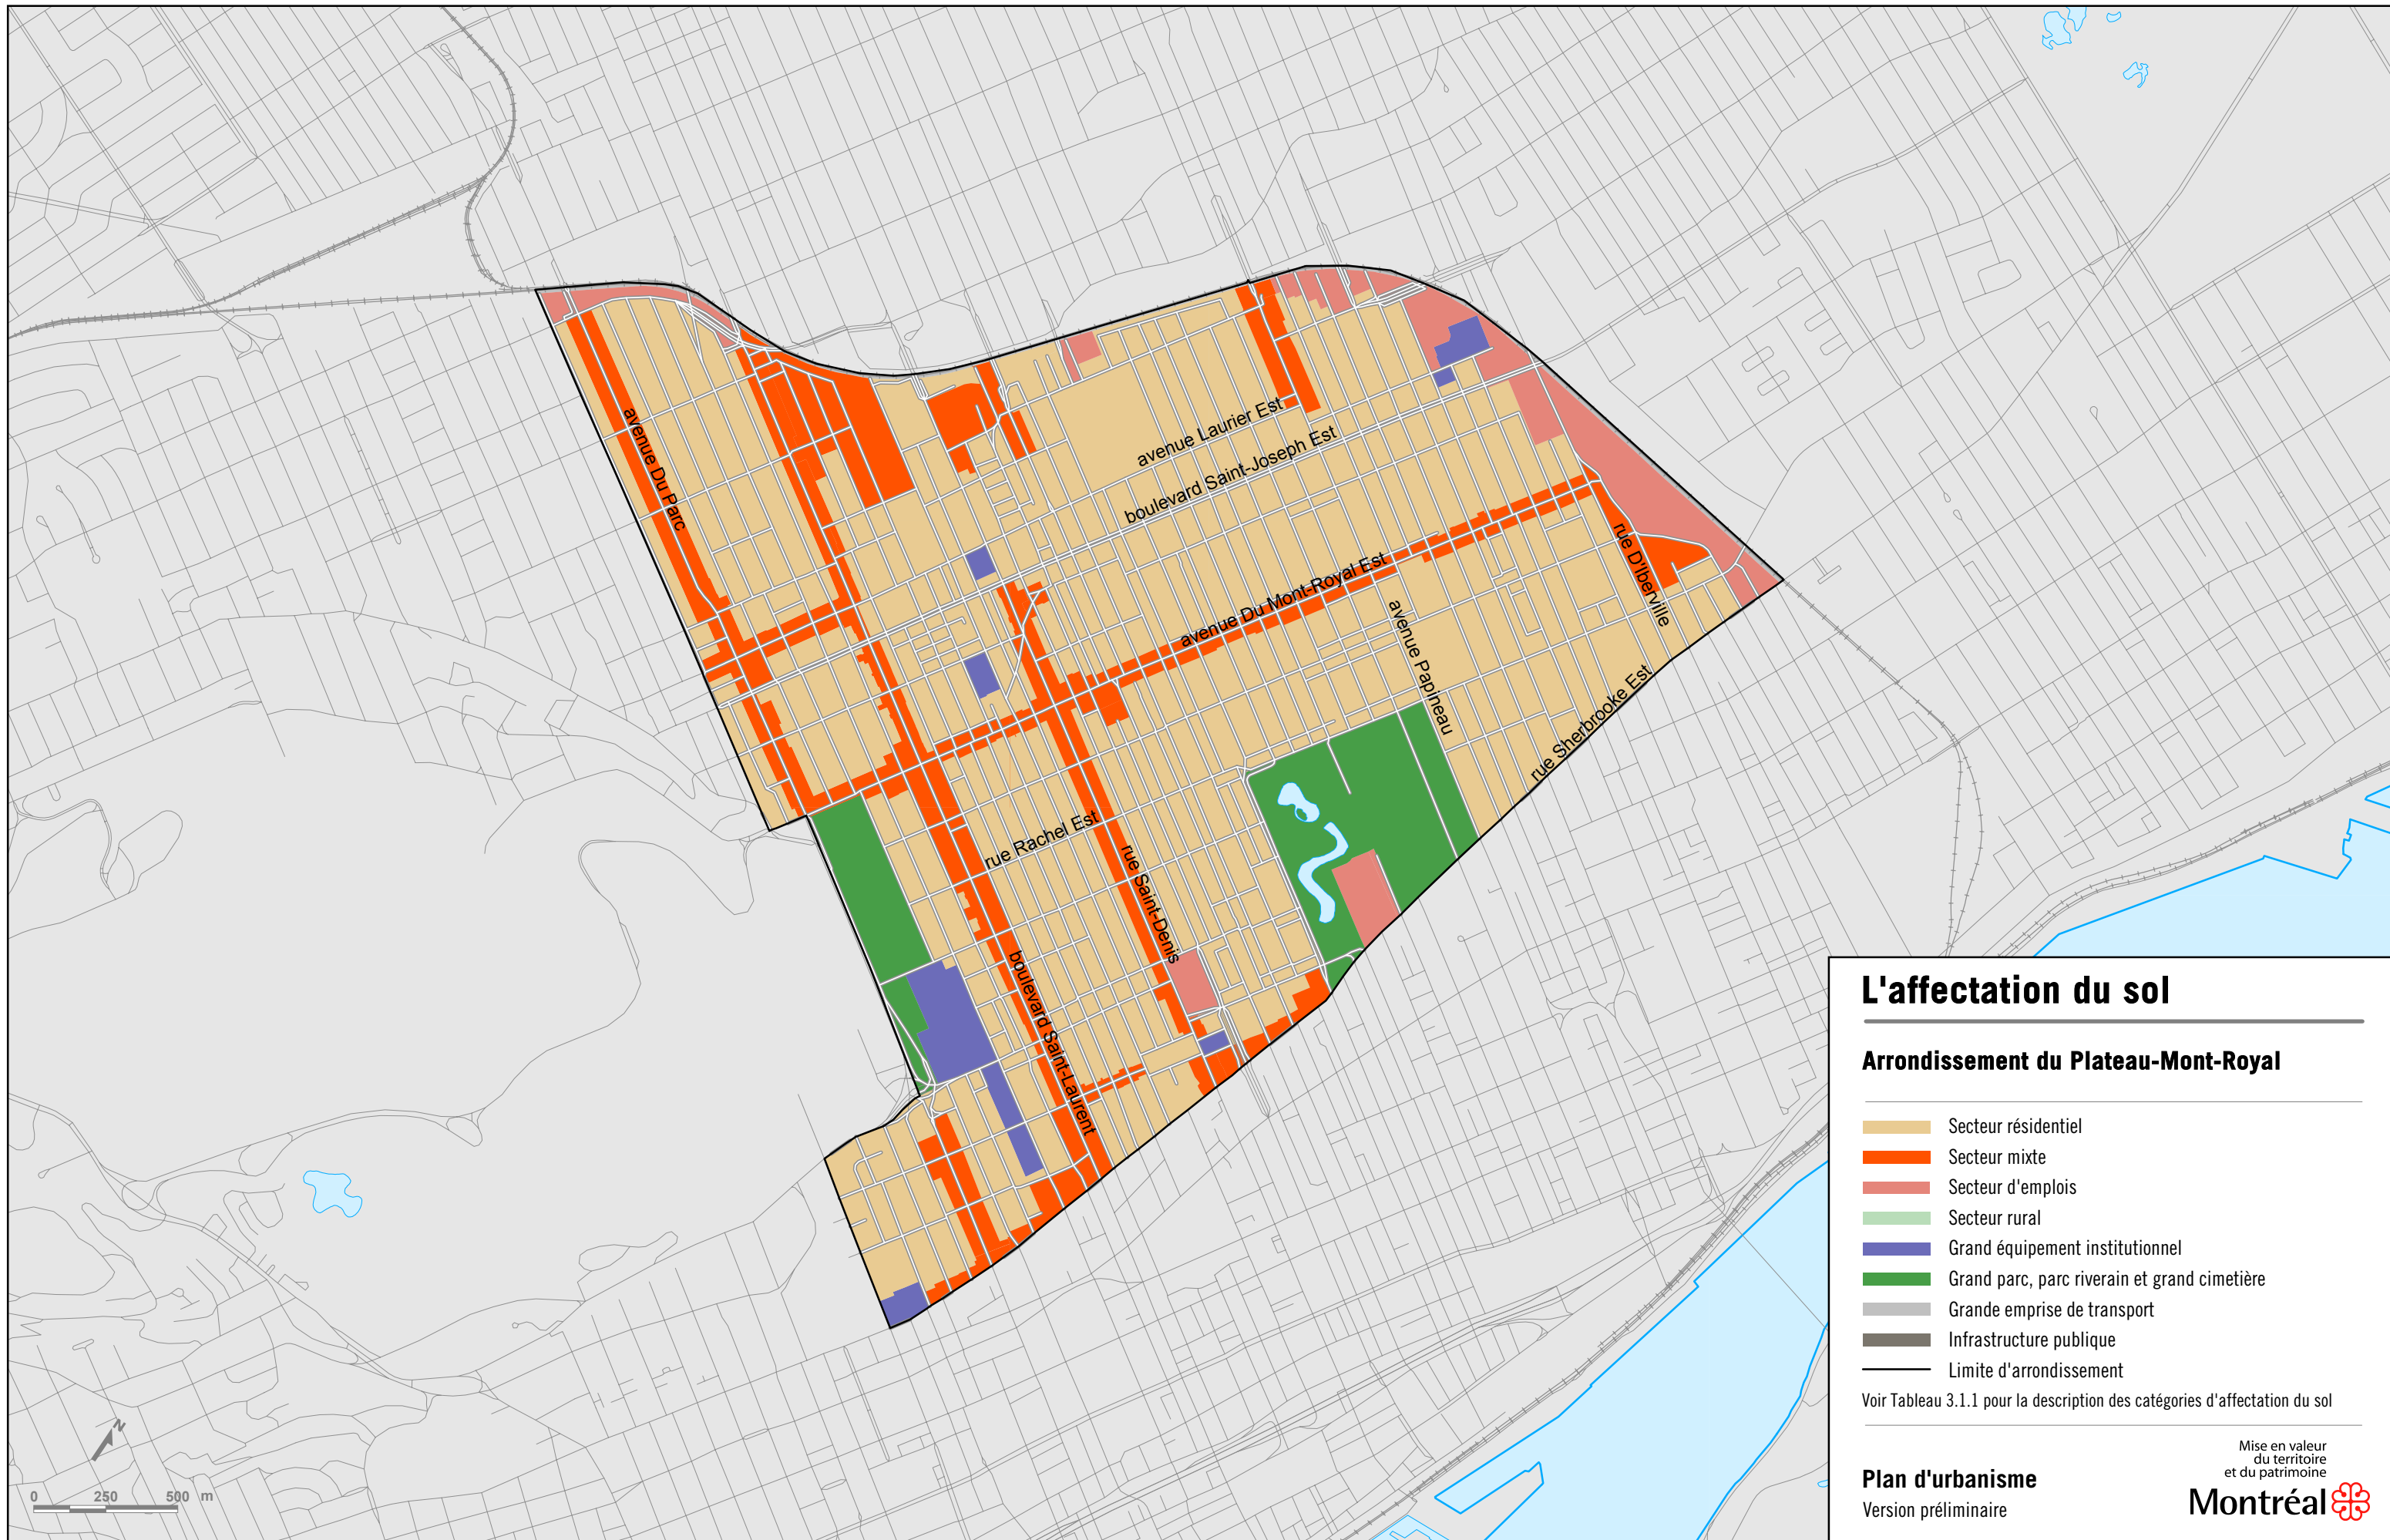 avenue Du Parc
avenue Laurier Est
boulevard Saint-Joseph Est
avenue Du Mont-Royal Est
rue D'Iberville
avenue Papineau
rue Sherbrooke Est
rue Rachel Est
rue Saint-Denis
boulevard Saint-Laurent
L'affectation du sol
Arrondissement du Plateau-Mont-Royal
Secteur résidentiel
Secteur mixte
Secteur d'emplois
Secteur rural
Grand équipement institutionnel
Grand parc, parc riverain et grand cimetière
Grande emprise de transport
Infrastructure publique
Limite d'arrondissement
Voir Tableau 3.1.1 pour la description des catégories d'affectation du sol
Plan d'urbanisme
Version préliminaire
Mise en valeur
du territoire
et du patrimoine
Montréal
N
0 250 500 m